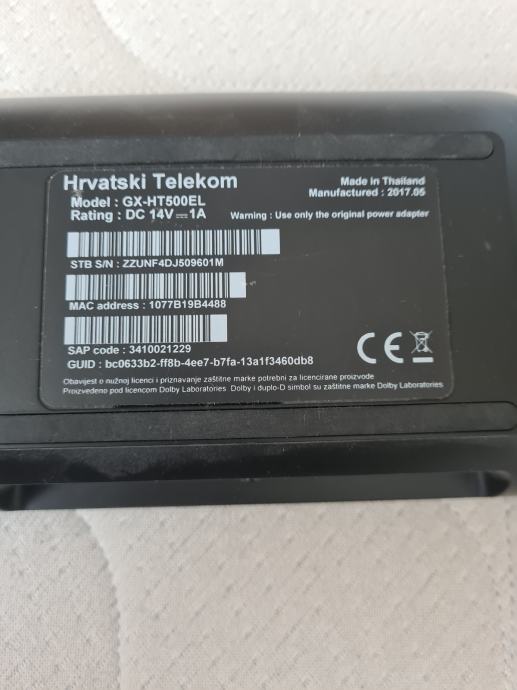 Hrvatski Telekom
Model : GX-HT500EL
Rating : DC 14V⎓1A
Made in Thailand
Manufactured : 2017.05
Warning : Use only the original power adapter
STB S/N : ZZUNF4DJ509601M
MAC address : 1077B19B4488
SAP code : 3410021229
GUID : bc0633b2-ff8b-4ee7-b7fa-13a1f3460db8
CE
Obavijest o nužnoj licenci i priznavanje zaštitne marke potrebni za licencirane proizvode
Proizvedeno pod licencom Dolby Laboratories Dolby i duplo-D simbol su zaštitne marke Dolby Laboratories